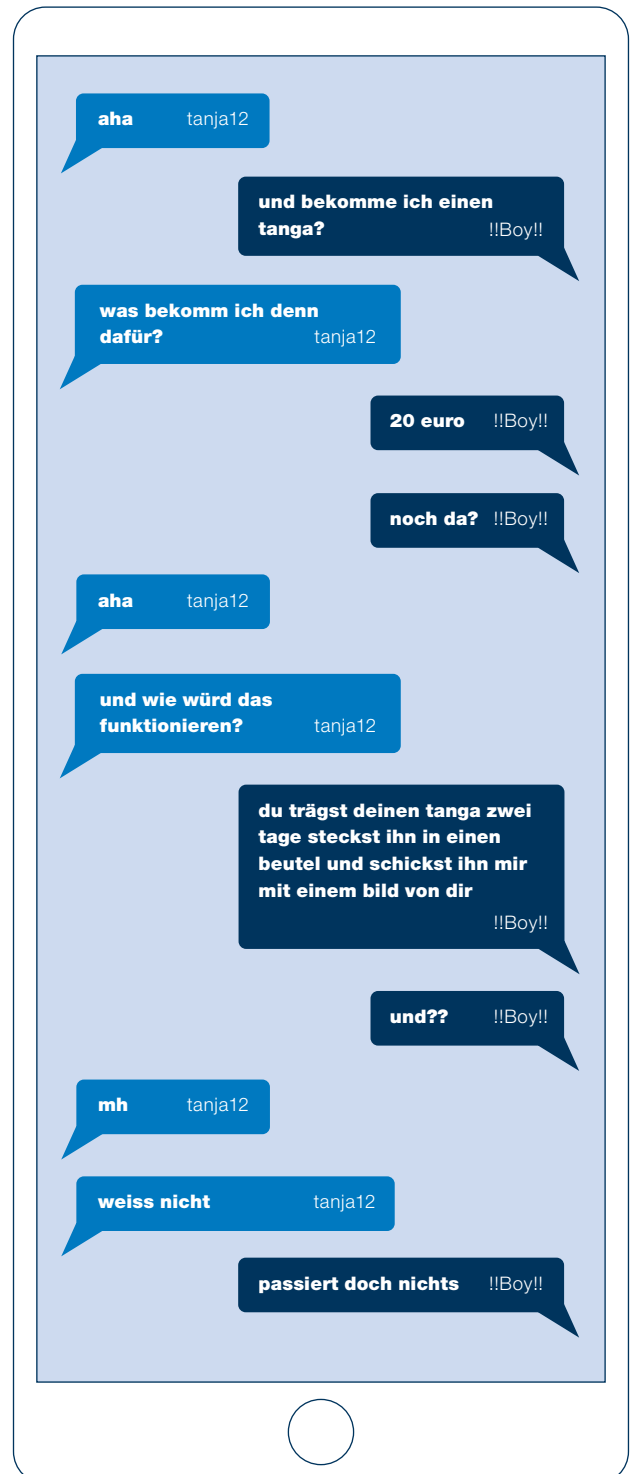 aha tanja12
und bekomme ich einen
tanga? !!Boy!!
was bekomm ich denn
dafür? tanja12
20 euro !!Boy!!
noch da? !!Boy!!
aha tanja12
und wie würd das
funktionieren? tanja12
du trägst deinen tanga zwei
tage steckst ihn in einen
beutel und schickst ihn mir
mit einem bild von dir
!!Boy!!
und?? !!Boy!!
mh tanja12
weiss nicht tanja12
passiert doch nichts !!Boy!!